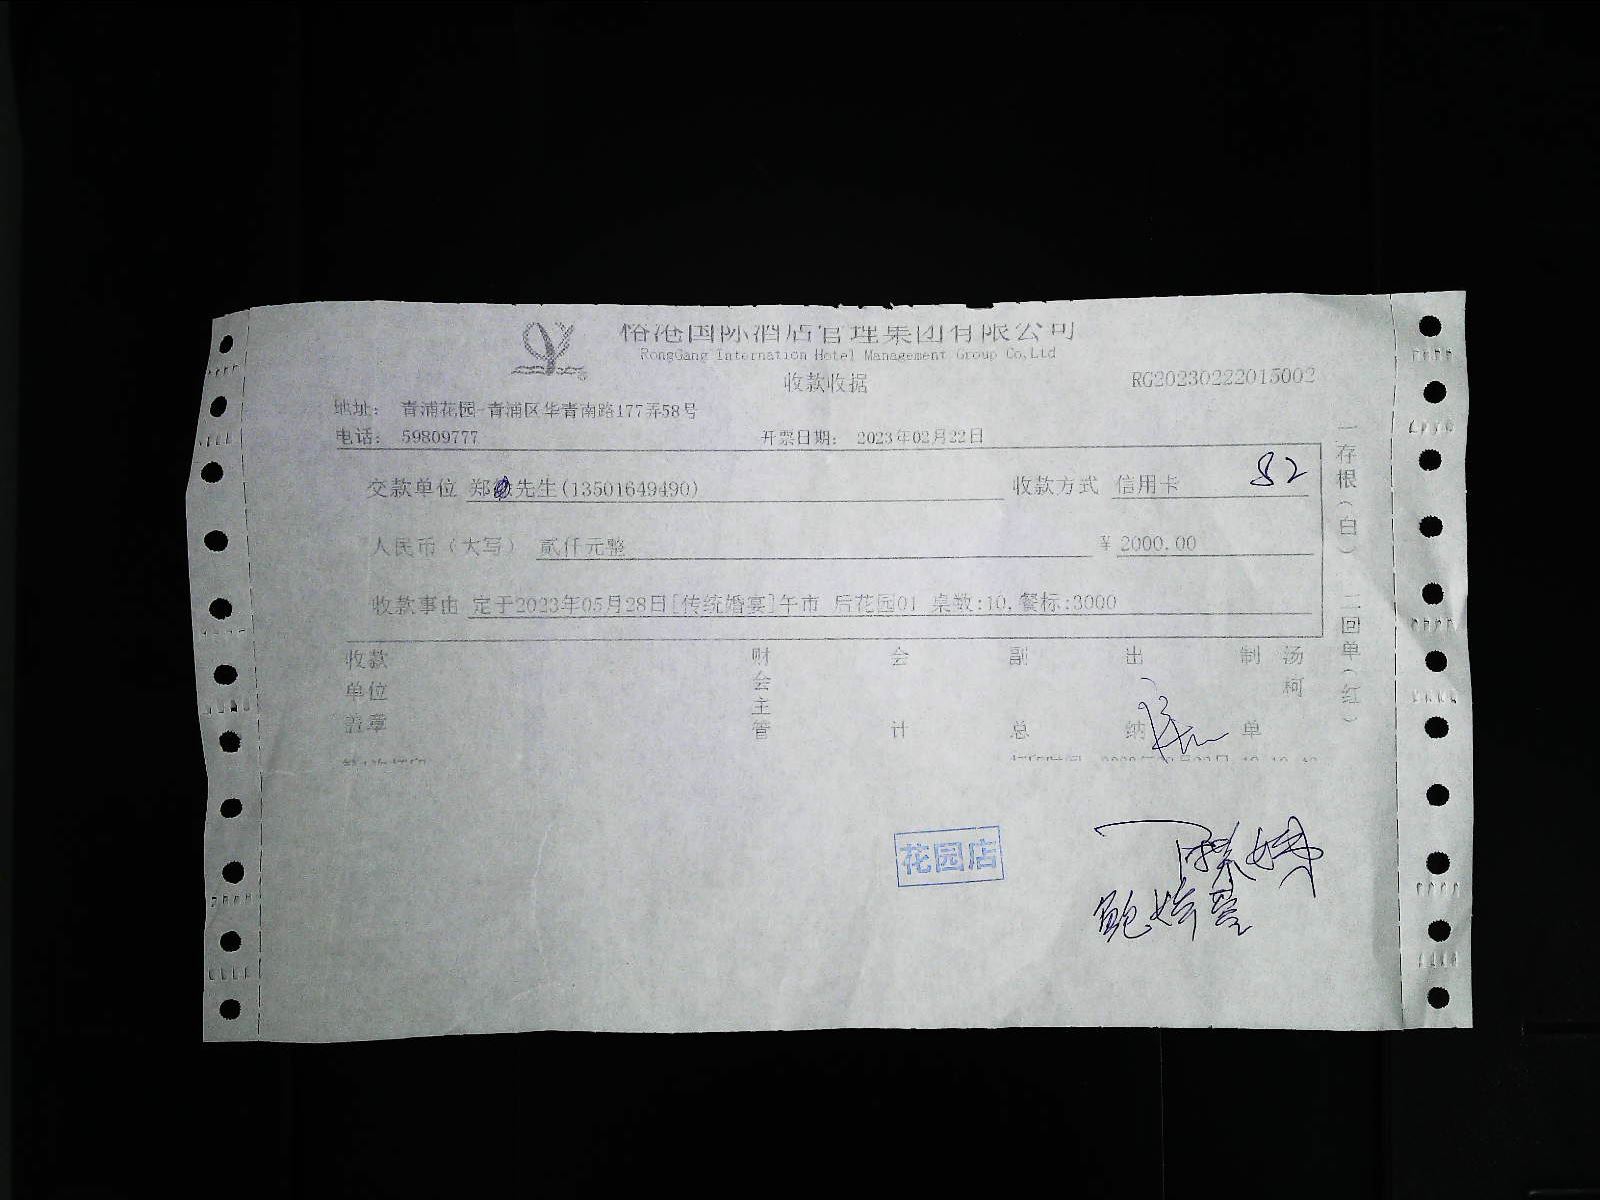 国际酒店管理集团有限公司
RongGang Internation Hotel Management Group Co,Ltd
收款收据
RG20230222015002
地址： 青浦花园-青浦区华青南路177弄58号
电话： 59809777
开票日期： 2023年02月22日
交款单位 郑 先生(13501649490)
收款方式 信用卡
82
人民币（大写） 贰仟元整
¥ 2000.00
收款事由 定于2023年05月28日[传统婚宴]午市 后花园01 桌数:10,餐标:3000
收款单位盖章
财会主管
会计
副总
出纳
制单
汤柯
一存根（白） 二回单（红）
花园店